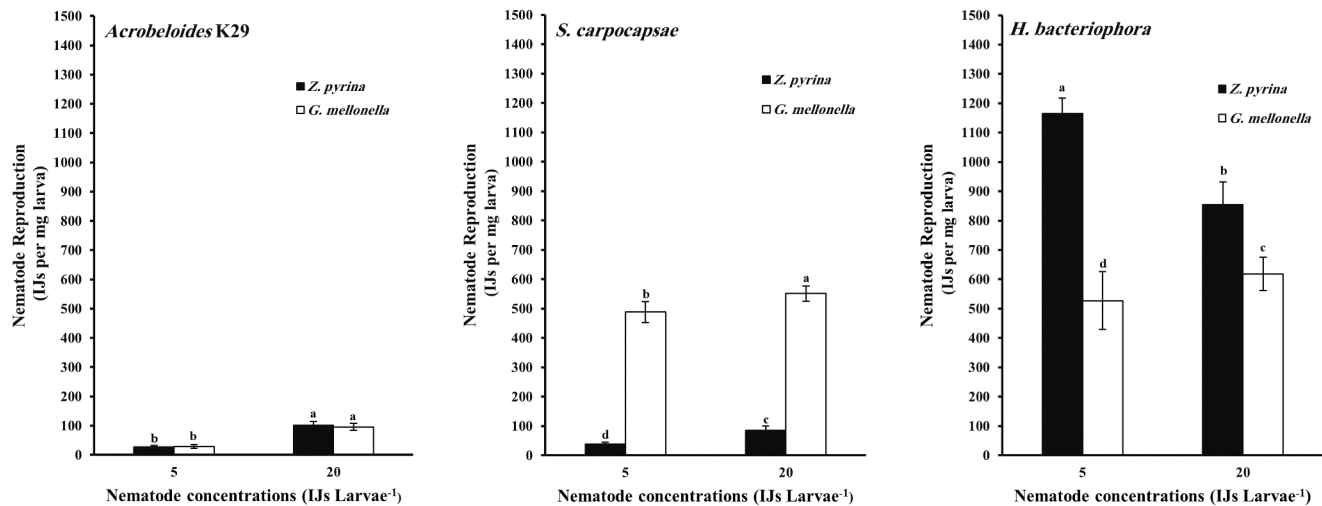 Acrobeloides K29
Nematode Reproduction
(IJs per mg larva)
1500
1400
1300
1200
1100
1000
900
800
700
600
500
400
300
200
100
0
Z. pyrina
G. mellonella
b
b
a
a
5
20
Nematode concentrations (IJs Larvae⁻¹)
S. carpocapsae
Nematode Reproduction
(IJs per mg larva)
1500
1400
1300
1200
1100
1000
900
800
700
600
500
400
300
200
100
0
Z. pyrina
G. mellonella
d
b
c
a
5
20
Nematode concentrations (IJs Larvae⁻¹)
H. bacteriophora
Nematode Reproduction
(IJs per mg larva)
1500
1400
1300
1200
1100
1000
900
800
700
600
500
400
300
200
100
0
Z. pyrina
G. mellonella
a
d
b
c
5
20
Nematode concentrations (IJs Larvae⁻¹)